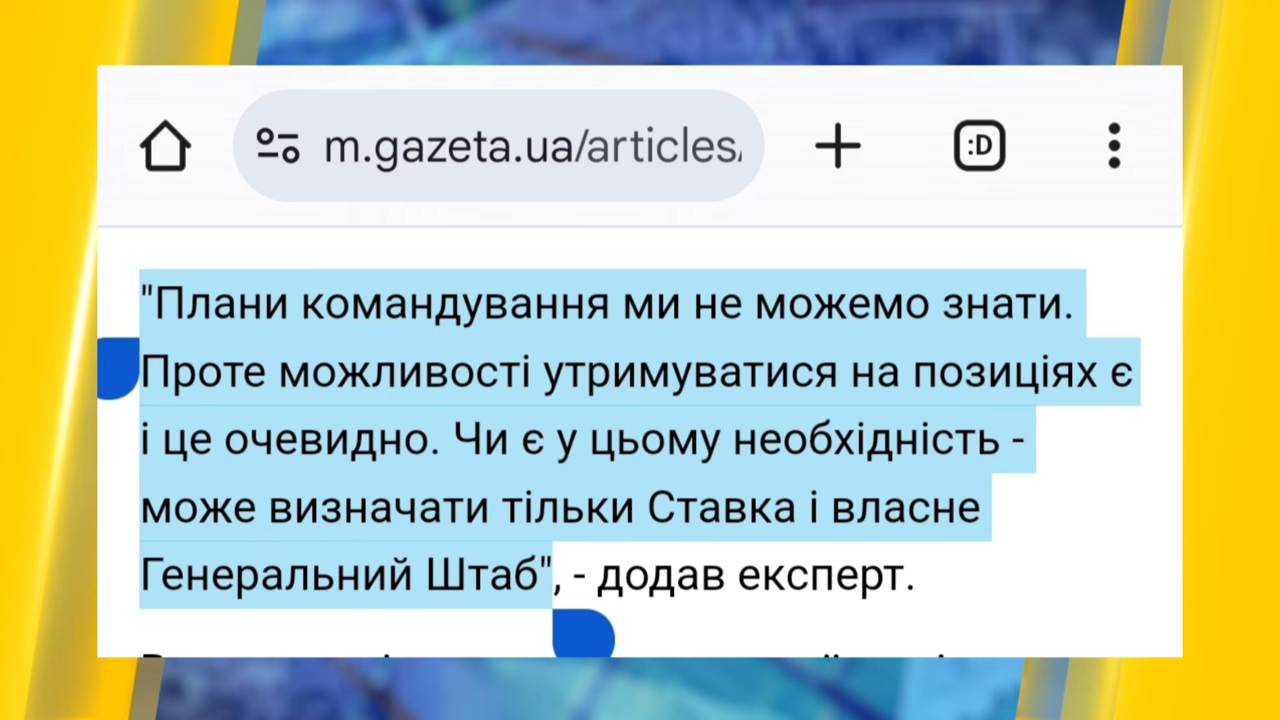 m.gazeta.ua/articles
:D
"Плани командування ми не можемо знати.
Проте можливості утримуватися на позиціях є
і це очевидно. Чи є у цьому необхідність -
може визначати тільки Ставка і власне
Генеральний Штаб", - додав експерт.